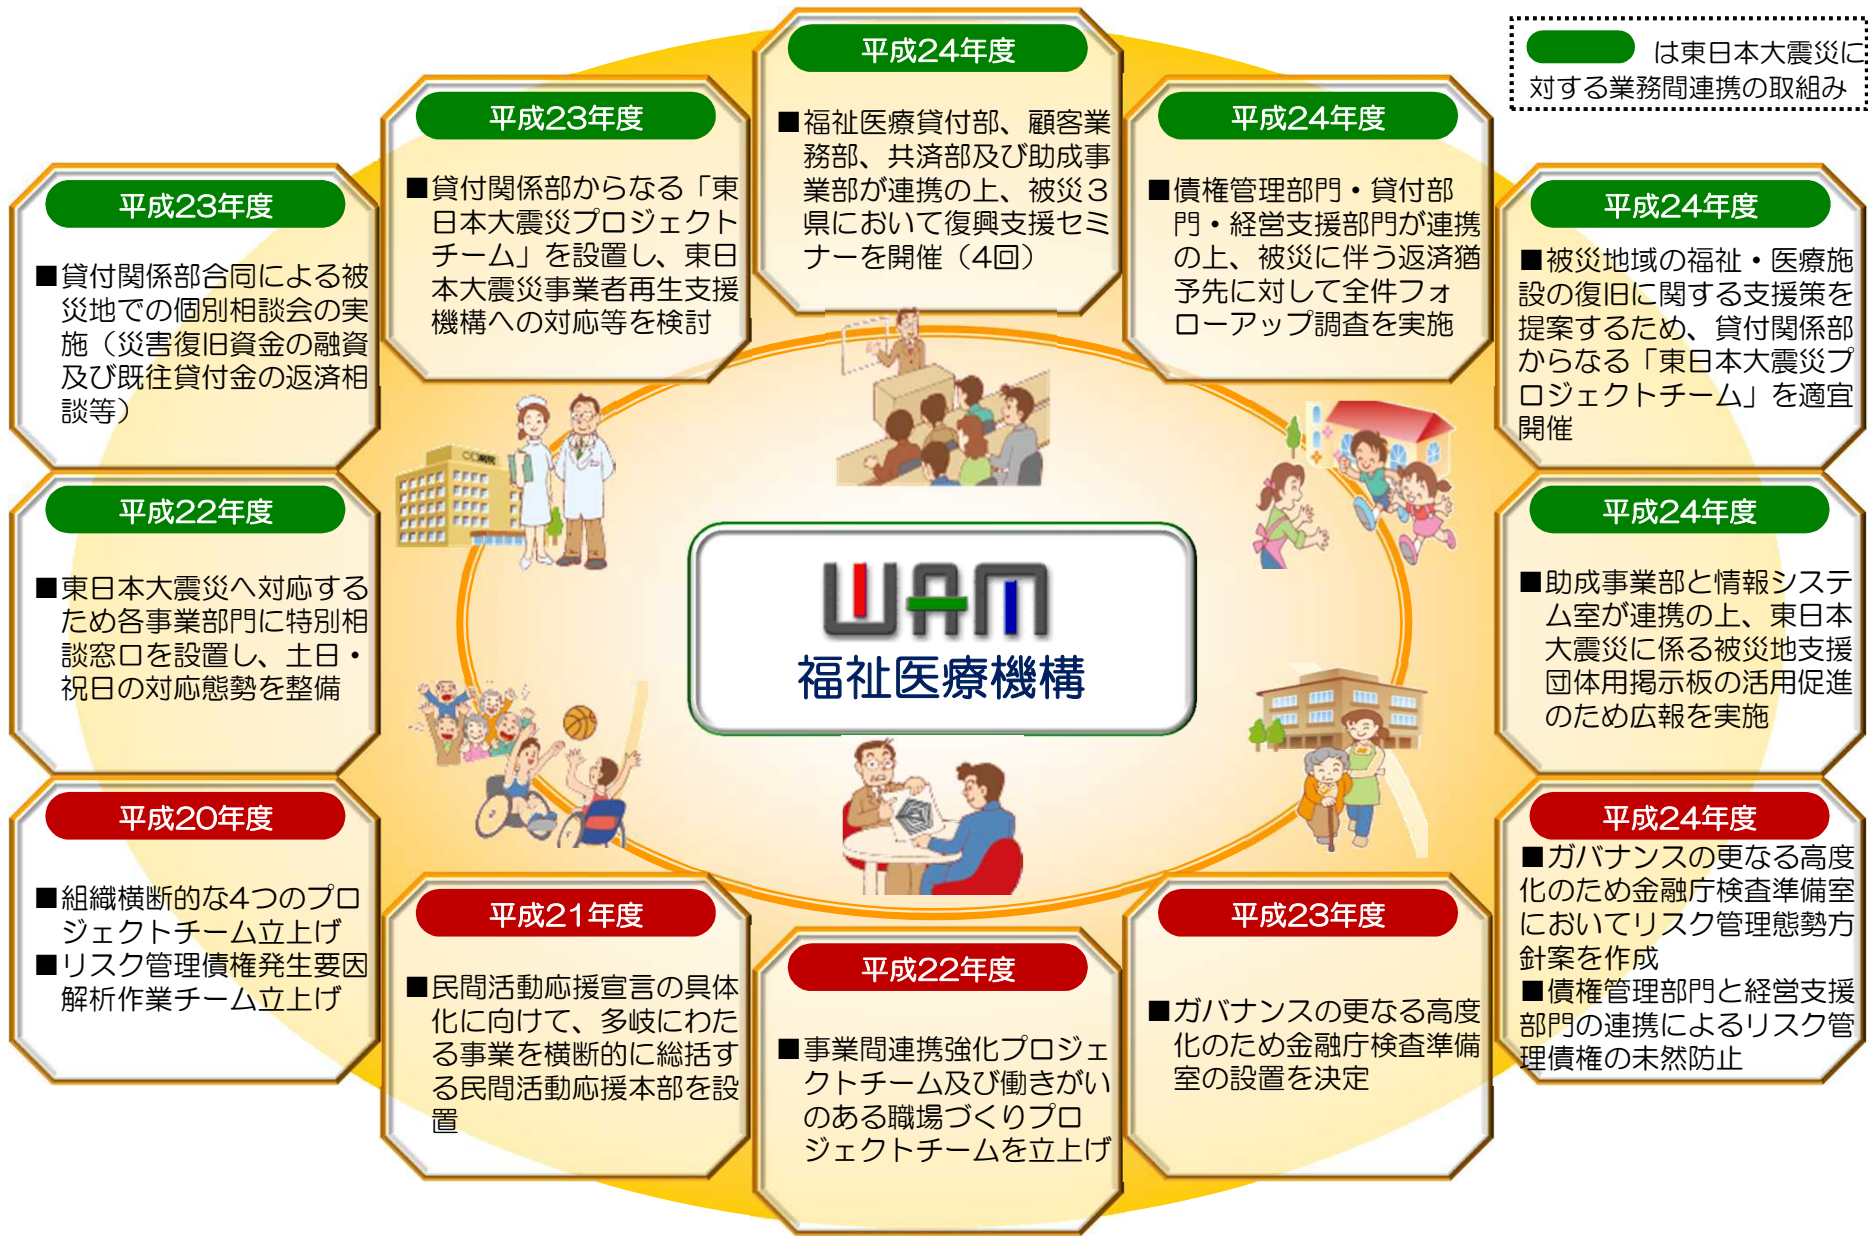 は東日本大震災に
対する業務間連携の取組み
平成24年度
■福祉医療貸付部、顧客業
務部、共済部及び助成事
業部が連携の上、被災３
県において復興支援セミ
ナーを開催（4回）
平成23年度
■貸付関係部からなる「東
日本大震災プロジェクト
チーム」を設置し、東日
本大震災事業者再生支援
機構への対応等を検討
平成24年度
■債権管理部門・貸付部
門・経営支援部門が連携
の上、被災に伴う返済猶
予先に対して全件フォ
ローアップ調査を実施
平成23年度
■貸付関係部合同による被
災地での個別相談会の実
施（災害復旧資金の融資
及び既往貸付金の返済相
談等）
平成24年度
■被災地域の福祉・医療施
設の復旧に関する支援策を
提案するため、貸付関係部
からなる「東日本大震災プ
ロジェクトチーム」を適宜
開催
平成22年度
■東日本大震災へ対応する
ため各事業部門に特別相
談窓口を設置し、土日・
祝日の対応態勢を整備
〇〇病院
WAM
福祉医療機構
平成24年度
■助成事業部と情報システ
ム室が連携の上、東日本
大震災に係る被災地支援
団体用掲示板の活用促進
のため広報を実施
平成20年度
■組織横断的な4つのプロ
ジェクトチーム立上げ
■リスク管理債権発生要因
解析作業チーム立上げ
平成21年度
■民間活動応援宣言の具体
化に向けて、多岐にわた
る事業を横断的に総括す
る民間活動応援本部を設
置
平成22年度
■事業間連携強化プロジェ
クトチーム及び働きがい
のある職場づくりプロ
ジェクトチームを立上げ
平成23年度
■ガバナンスの更なる高度
化のため金融庁検査準備
室の設置を決定
平成24年度
■ガバナンスの更なる高度
化のため金融庁検査準備室
においてリスク管理態勢方
針案を作成
■債権管理部門と経営支援
部門の連携によるリスク管
理債権の未然防止